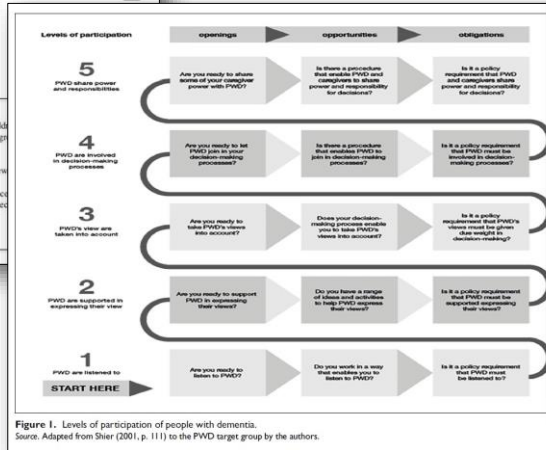 Levels of participation
openings
opportunities
obligations
5
PWD share power
and responsibilities
Are you ready to share
some of your caregiver
power with PWD?
Is there a procedure
that enable PWD and
caregivers to share
power and responsibility
for decisions?
Is it a policy
requirement that PWD
and caregivers share
power and responsibility
for decisions?
4
PWD are involved
in decision-making
processes
Are you ready to let
PWD join in your
decision-making
processes?
Is there a procedure
that enables PWD to
join in decision-making
processes?
Is it a policy requirement
that PWD must be
involved in decision-
making processes?
3
PWD's view are
taken into account
Are you ready to
take PWD's views
into account?
Does your decision-
making process enable
you to take PWD's
views into account?
Is it a policy
requirement that PWD's
views must be given
due weight in
decision-making?
2
PWD are supported in
expressing their view
Are you ready to support
PWD in expressing
their views?
Do you have a range
of ideas and activities
to help PWD express
their views?
Is it a policy requirement
that PWD must be
supported expressing
their views?
1
PWD are listened to
START HERE
Are you ready to
listen to PWD?
Do you work in a way
that enables you to
listen to PWD?
Is it a policy requirement
that PWD must
be listened to?
Figure 1. Levels of participation of people with dementia.
Source. Adapted from Shier (2001, p. 111) to the PWD target group by the authors.